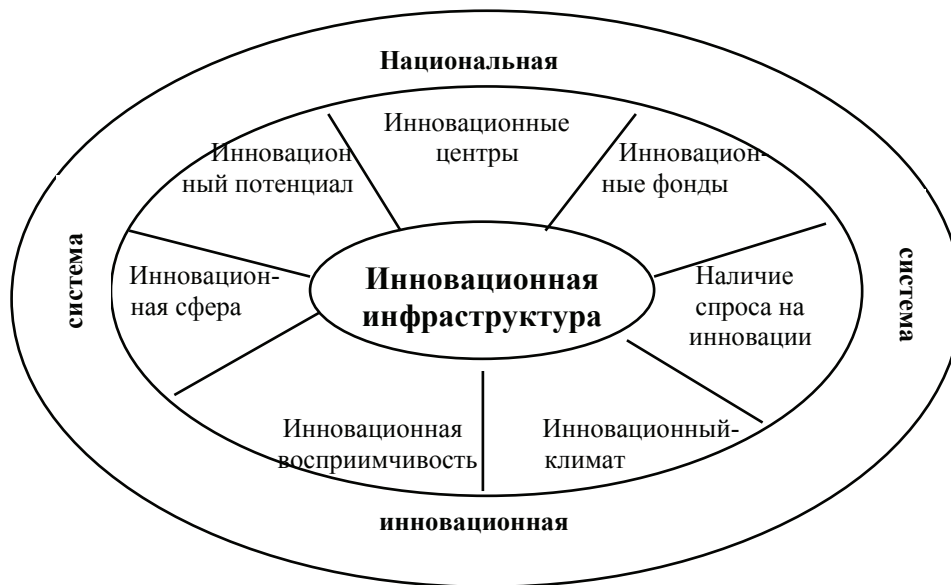 Национальная
Инновационные
центры
Инновацион
ный потенциал
Инновацион-
ные фонды
система
Инновацион-
ная сфера
Инновационная
инфраструктура
Наличие
спроса на
инновации
система
Инновационная
восприимчивость
Инновационный-
климат
инновационная